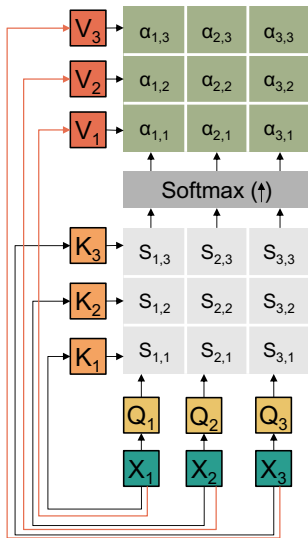 V3 α1,3 α2,3 α3,3
V2 α1,2 α2,2 α3,2
V1 α1,1 α2,1 α3,1
Softmax (↑)
K3 S1,3 S2,3 S3,3
K2 S1,2 S2,2 S3,2
K1 S1,1 S2,1 S3,1
Q1 Q2 Q3
X1 X2 X3